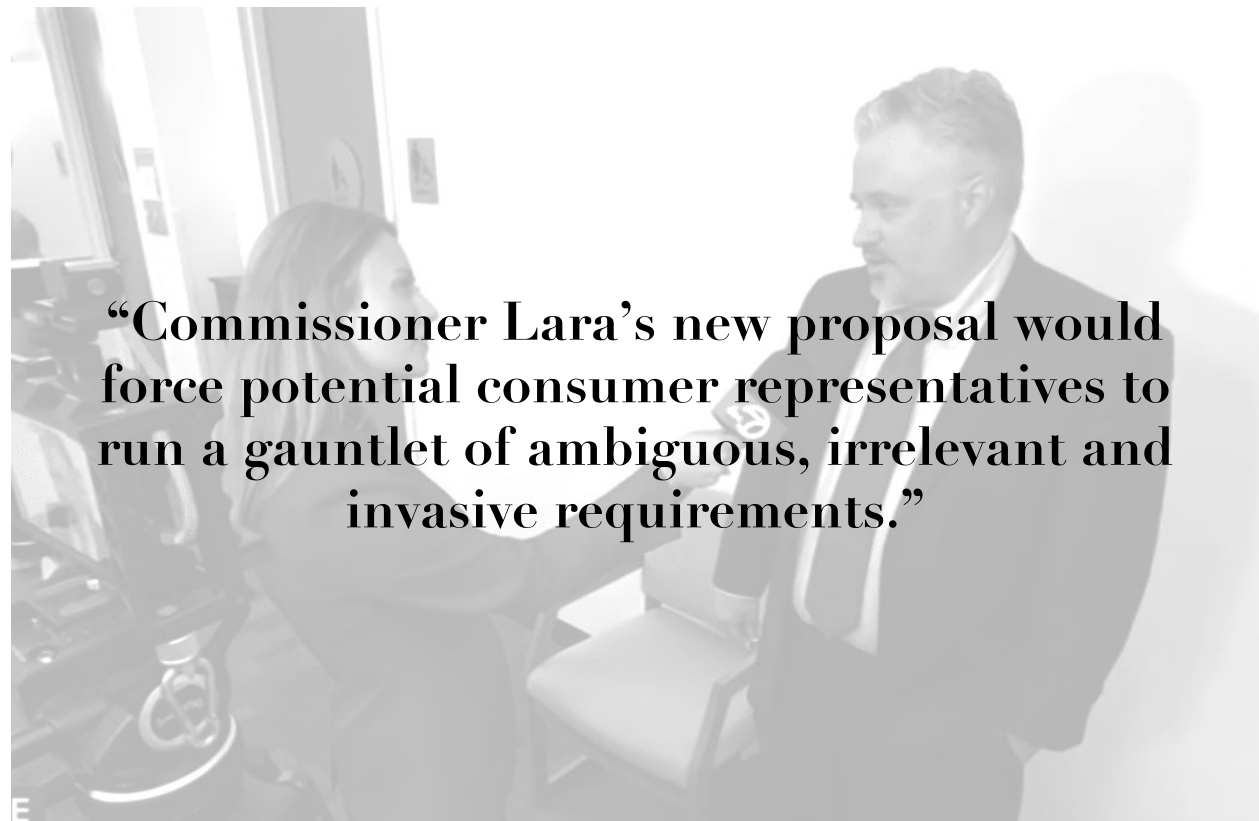 “Commissioner Lara’s new proposal would
force potential consumer representatives to
run a gauntlet of ambiguous, irrelevant and
invasive requirements.”
E